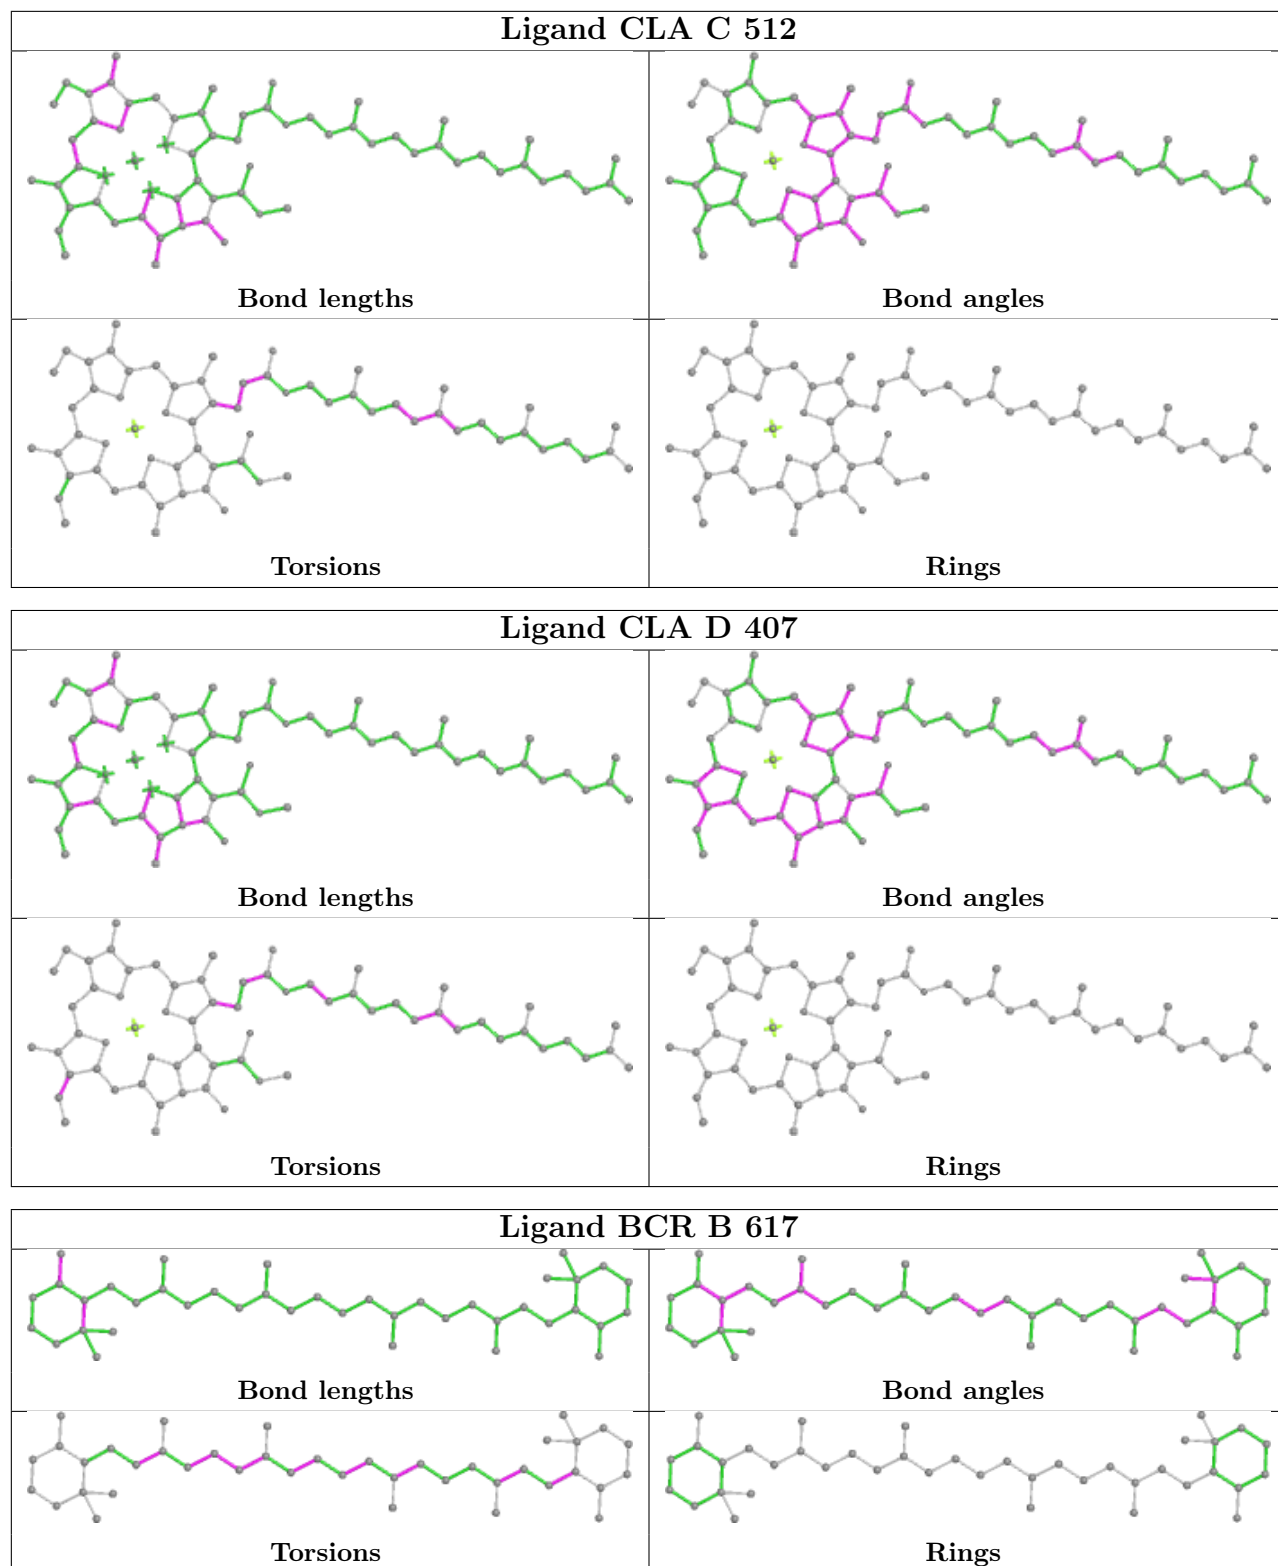 Ligand CLA C 512
Bond lengths
Bond angles
Torsions
Rings
Ligand CLA D 407
Bond lengths
Bond angles
Torsions
Rings
Ligand BCR B 617
Bond lengths
Bond angles
Torsions
Rings